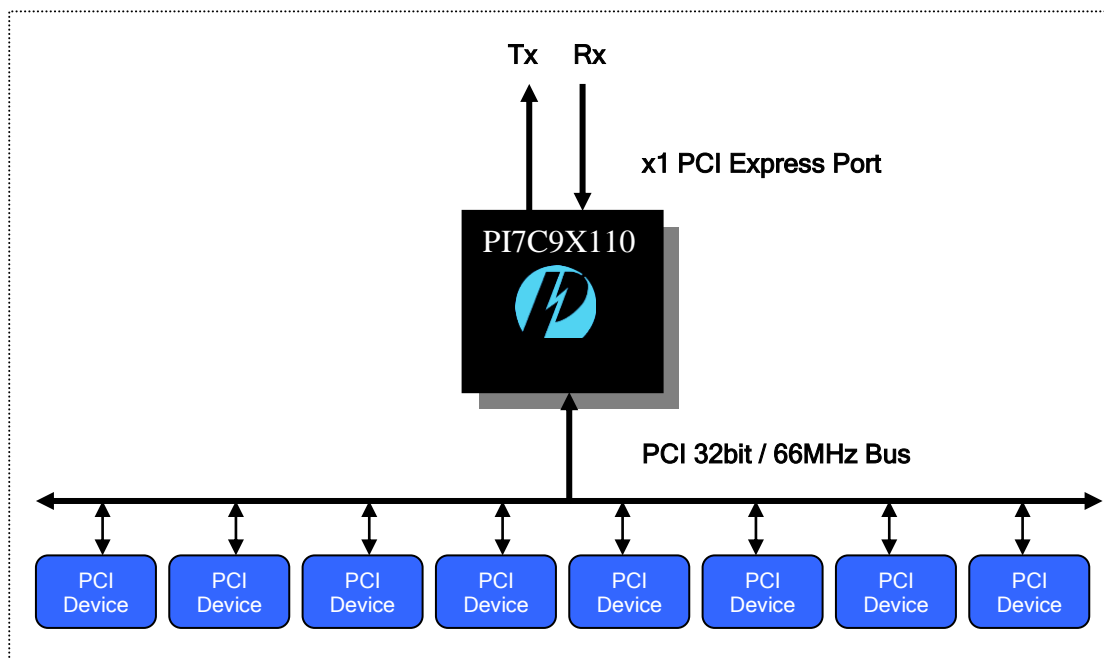 Tx Rx
x1 PCI Express Port
PI7C9X110
PCI 32bit / 66MHz Bus
PCI
Device
PCI
Device
PCI
Device
PCI
Device
PCI
Device
PCI
Device
PCI
Device
PCI
Device